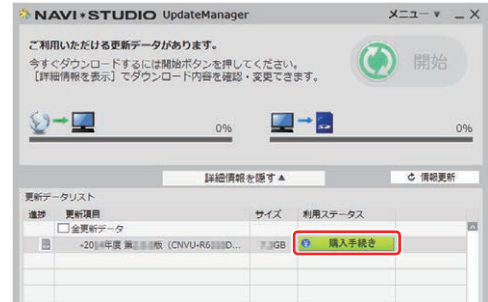 NAVI*STUDIO UpdateManager
メニュー ▼ _ X
ご利用いただける更新データがあります。
今すぐダウンロードするには開始ボタンを押してください。
［詳細情報を表示］でダウンロード内容を確認・変更できます。
開始
0%
0%
詳細情報を隠す▲
情報更新
更新データリスト
進捗 更新項目 サイズ 利用ステータス
全更新データ
年度 第 版 (CNVU-R6 D... GB 購入手続き